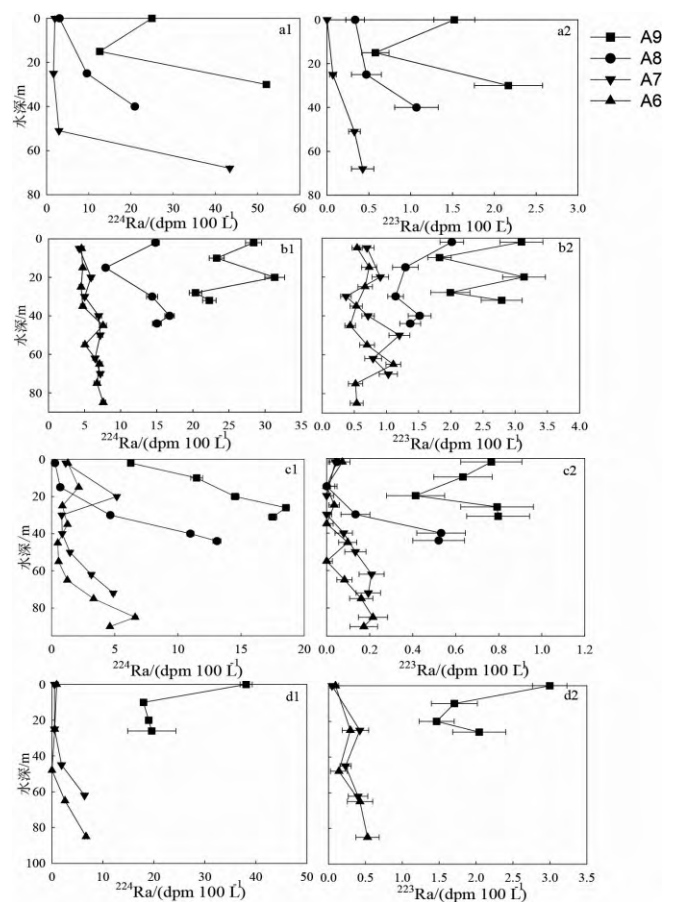 0
20
40
60
80
水深/m
a1
0 10 20 30 40 50 60
²²⁴Ra/(dpm 100 L⁻¹)
a2
0.0 0.5 1.0 1.5 2.0 2.5 3.0
²²³Ra/(dpm 100 L⁻¹)
A9
A8
A7
A6
0
20
40
60
80
水深/m
b1
0 5 10 15 20 25 30 35
²²⁴Ra/(dpm 100 L⁻¹)
b2
0.0 0.5 1.0 1.5 2.0 2.5 3.0 3.5 4.0
²²³Ra/(dpm 100 L⁻¹)
0
20
40
60
80
水深/m
c1
0 5 10 15 20
²²⁴Ra/(dpm 100 L⁻¹)
c2
0.0 0.2 0.4 0.6 0.8 1.0 1.2
²²³Ra/(dpm 100 L⁻¹)
0
20
40
60
80
100
水深/m
d1
0 10 20 30 40 50
²²⁴Ra/(dpm 100 L⁻¹)
d2
0.0 0.5 1.0 1.5 2.0 2.5 3.0 3.5
²²³Ra/(dpm 100 L⁻¹)